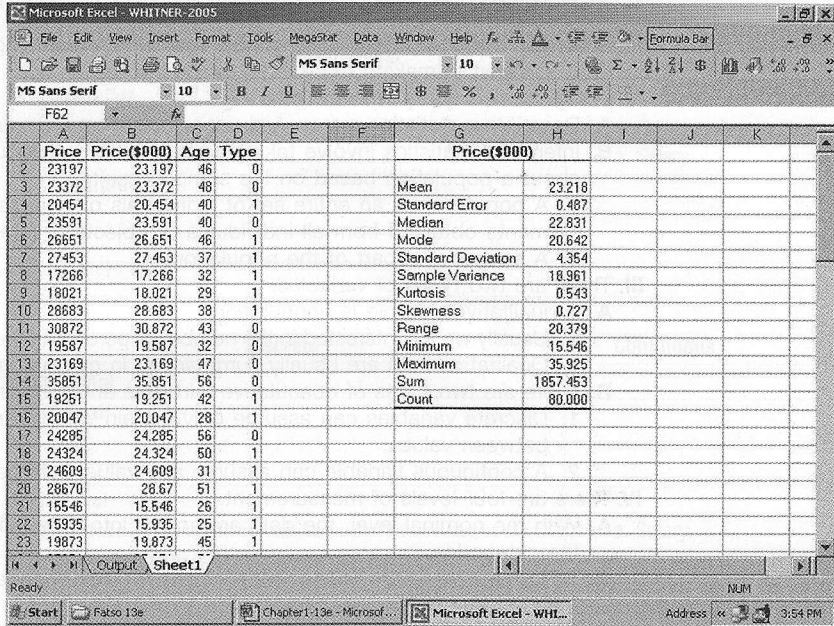 Microsoft Excel - WHITNER-2005
File Edit View Insert Format Tools MegaStat Data Window Help Formula Bar
MS Sans Serif 10
MS Sans Serif 10 B I U $ % ,
F62 fx
A B C D E F G H I J K
1 Price Price($000) Age Type Price($000)
2 23197 23.197 46 0
3 23372 23.372 48 0 Mean 23.218
4 20454 20.454 40 1 Standard Error 0.487
5 23591 23.591 40 0 Median 22.831
6 26651 26.651 46 1 Mode 20.642
7 27453 27.453 37 1 Standard Deviation 4.354
8 17266 17.266 32 1 Sample Variance 18.961
9 18021 18.021 29 1 Kurtosis 0.543
10 28683 28.683 38 1 Skewness 0.727
11 30872 30.872 43 0 Range 20.379
12 19587 19.587 32 0 Minimum 15.546
13 23169 23.169 47 0 Maximum 35.925
14 35851 35.851 56 0 Sum 1857.453
15 19251 19.251 42 1 Count 80.000
16 20047 20.047 28 1
17 24285 24.285 56 0
18 24324 24.324 50 1
19 24609 24.609 31 1
20 28670 28.67 51 1
21 15546 15.546 26 1
22 15935 15.935 25 1
23 19873 19.873 45 1
Output Sheet1
Ready NUM
Start Fatso 13e Chapter1-13e - Microsof... Microsoft Excel - WHI... Address « 3:54 PM